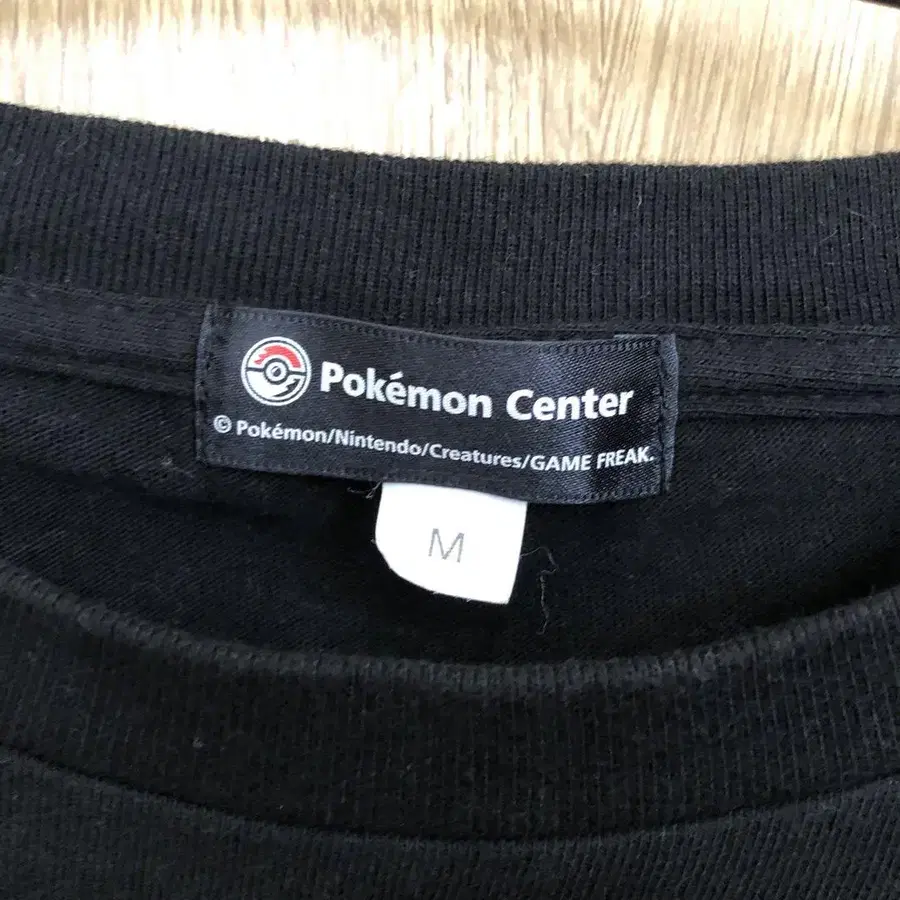 Pokémon Center
© Pokémon/Nintendo/Creatures/GAME FREAK.
M